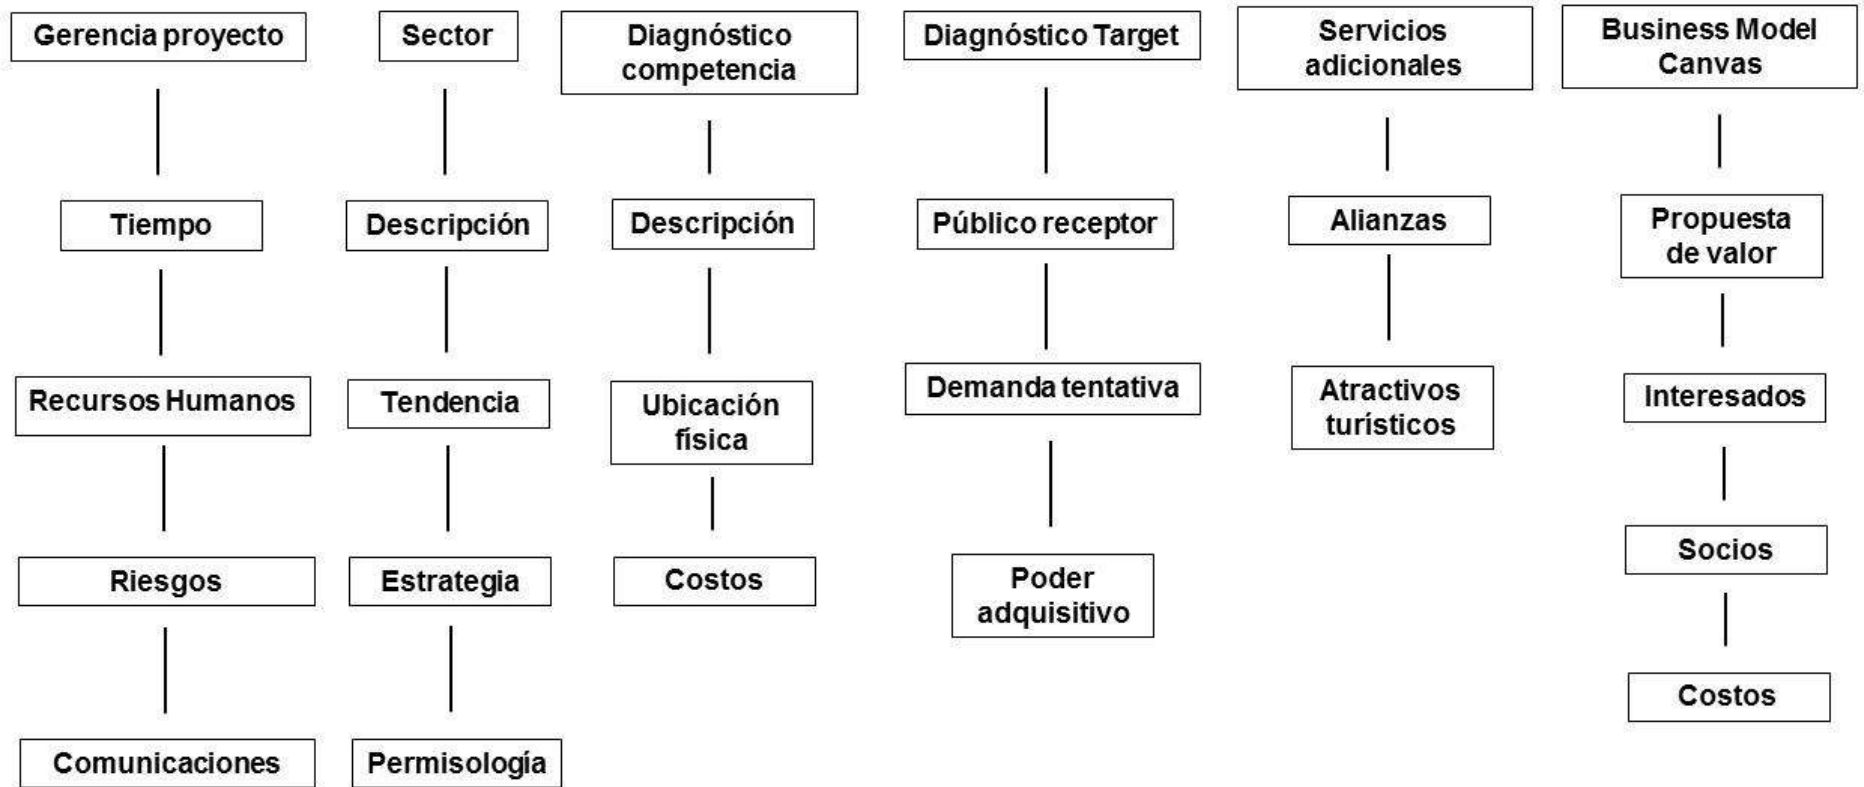 Gerencia proyecto
Tiempo
Recursos Humanos
Riesgos
Comunicaciones
Sector
Descripción
Tendencia
Estrategia
Permisología
Diagnóstico
competencia
Descripción
Ubicación
física
Costos
Diagnóstico Target
Público receptor
Demanda tentativa
Poder
adquisitivo
Servicios
adicionales
Alianzas
Atractivos
turísticos
Business Model
Canvas
Propuesta
de valor
Interesados
Socios
Costos